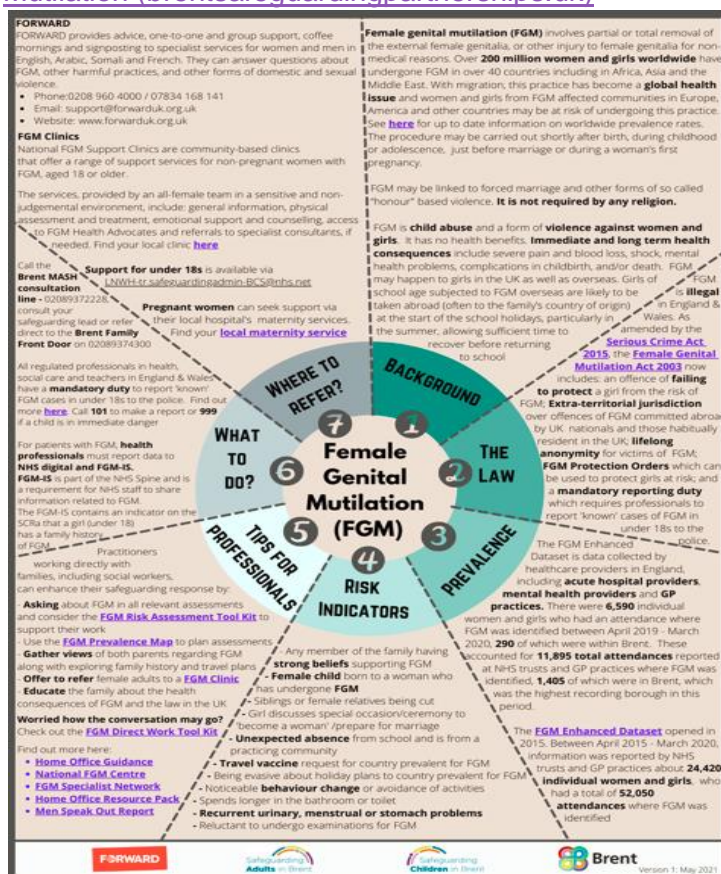 Mutilation (brentsafeguardingpartnerships.uk)
FORWARD
FORWARD provides advice, one-to-one and group support, coffee
mornings and signposting to specialist services for women and men in
English, Arabic, Somali and French. They can answer questions about
FGM, other harmful practices, and other forms of domestic and sexual
violence.
• Phone:0208 960 4000 / 07834 168 141
• Email: support@forwarduk.org.uk
• Website: www.forwarduk.org.uk
FGM Clinics
National FGM Support Clinics are community-based clinics
that offer a range of support services for non-pregnant women with
FGM, aged 18 or older.
The services, provided by an all-female team in a sensitive and non-
judgemental environment, include: general information, physical
assessment and treatment, emotional support and counselling, access
to FGM Health Advocates and referrals to specialist consultants, if
needed. Find your local clinic here
Support for under 18s is available via
LNWH-tr.safeguardingadmin-BCS@nhs.net
Pregnant women can seek support via
their local hospital's maternity services.
Find your local maternity service
Call the
Brent MASH
consultation
line - 02089372228,
consult your
safeguarding lead or refer
direct to the Brent Family
Front Door on 02089374300
All regulated professionals in health,
social care and teachers in England & Wales
have a mandatory duty to report 'known'
FGM cases in under 18s to the police. Find out
more here. Call 101 to make a report or 999
if a child is in immediate danger
For patients with FGM, health
professionals must report data to
NHS digital and FGM-IS.
FGM-IS is part of the NHS Spine and is
a requirement for NHS staff to share
information related to FGM.
The FGM-IS contains an indicator on the
SCRa that a girl (under 18)
has a family history
of FGM
Practitioners
working directly with
families, including social workers,
can enhance their safeguarding response by:
- Asking about FGM in all relevant assessments
and consider the FGM Risk Assessment Tool Kit to
support their work
- Use the FGM Prevalence Map to plan assessments
- Gather views of both parents regarding FGM
along with exploring family history and travel plans
- Offer to refer female adults to a FGM Clinic
- Educate the family about the health
consequences of FGM and the law in the UK
Worried how the conversation may go?
Check out the FGM Direct Work Tool Kit
Find out more here:
• Home Office Guidance
• National FGM Centre
• FGM Specialist Network
• Home Office Resource Pack
• Men Speak Out Report
Female genital mutilation (FGM) involves partial or total removal of
the external female genitalia, or other injury to female genitalia for non-
medical reasons. Over 200 million women and girls worldwide have
undergone FGM in over 40 countries including in Africa, Asia and the
Middle East. With migration, this practice has become a global health
issue and women and girls from FGM affected communities in Europe,
America and other countries may be at risk of undergoing this practice.
See here for up to date information on worldwide prevalence rates.
The procedure may be carried out shortly after birth, during childhood
or adolescence, just before marriage or during a woman's first
pregnancy.
FGM may be linked to forced marriage and other forms of so called
"honour" based violence. It is not required by any religion.
FGM is child abuse and a form of violence against women and
girls. It has no health benefits. Immediate and long term health
consequences include severe pain and blood loss, shock, mental
health problems, complications in childbirth, and/or death. FGM
may happen to girls in the UK as well as overseas. Girls of
school age subjected to FGM overseas are likely to be
taken abroad (often to the family's country of origin)
at the start of the school holidays, particularly in
the summer, allowing sufficient time to
recover before returning
to school
FGM
is illegal
in England &
Wales. As
amended by the
Serious Crime Act
2015, the Female Genital
Mutilation Act 2003 now
includes: an offence of failing
to protect a girl from the risk of
FGM; Extra-territorial jurisdiction
over offences of FGM committed abroad
by UK nationals and those habitually
resident in the UK; lifelong
anonymity for victims of FGM;
FGM Protection Orders which can
be used to protect girls at risk; and
a mandatory reporting duty
which requires professionals to
report 'known' cases of FGM in
under 18s to the
police.
The FGM Enhanced
Dataset is data collected by
healthcare providers in England,
including acute hospital providers,
mental health providers and GP
practices. There were 6,590 individual
women and girls who had an attendance where
FGM was identified between April 2019 - March
2020, 290 of which were within Brent. These
accounted for 11,895 total attendances reported
at NHS trusts and GP practices where FGM was
identified, 1,405 of which were in Brent, which
was the highest recording borough in this
period.
The FGM Enhanced Dataset opened in
2015. Between April 2015 - March 2020,
information was reported by NHS
trusts and GP practices about 24,420
individual women and girls, who
had a total of 52,050
attendances where FGM was
identified
- Any member of the family having
strong beliefs supporting FGM
- Female child born to a woman who
has undergone FGM
- Siblings or female relatives being cut
- Girl discusses special occasion/ceremony to
'become a woman' /prepare for marriage
- Unexpected absence from school and is from a
practicing community
- Travel vaccine request for country prevalent for FGM
- Being evasive about holiday plans to country prevalent for FGM
- Noticeable behaviour change or avoidance of activities
- Spends longer in the bathroom or toilet
- Recurrent urinary, menstrual or stomach problems
- Reluctant to undergo examinations for FGM
WHERE TO
REFER?
7
BACKGROUND
1
WHAT
TO
DO?
6
Female
Genital
Mutilation
(FGM)
2
THE
LAW
5
TIPS FOR
PROFESSIONALS
4
RISK
INDICATORS
3
PREVALENCE
FORWARD
Safeguarding
Adults in Brent
Safeguarding
Children in Brent
Brent
Version 1: May 2021